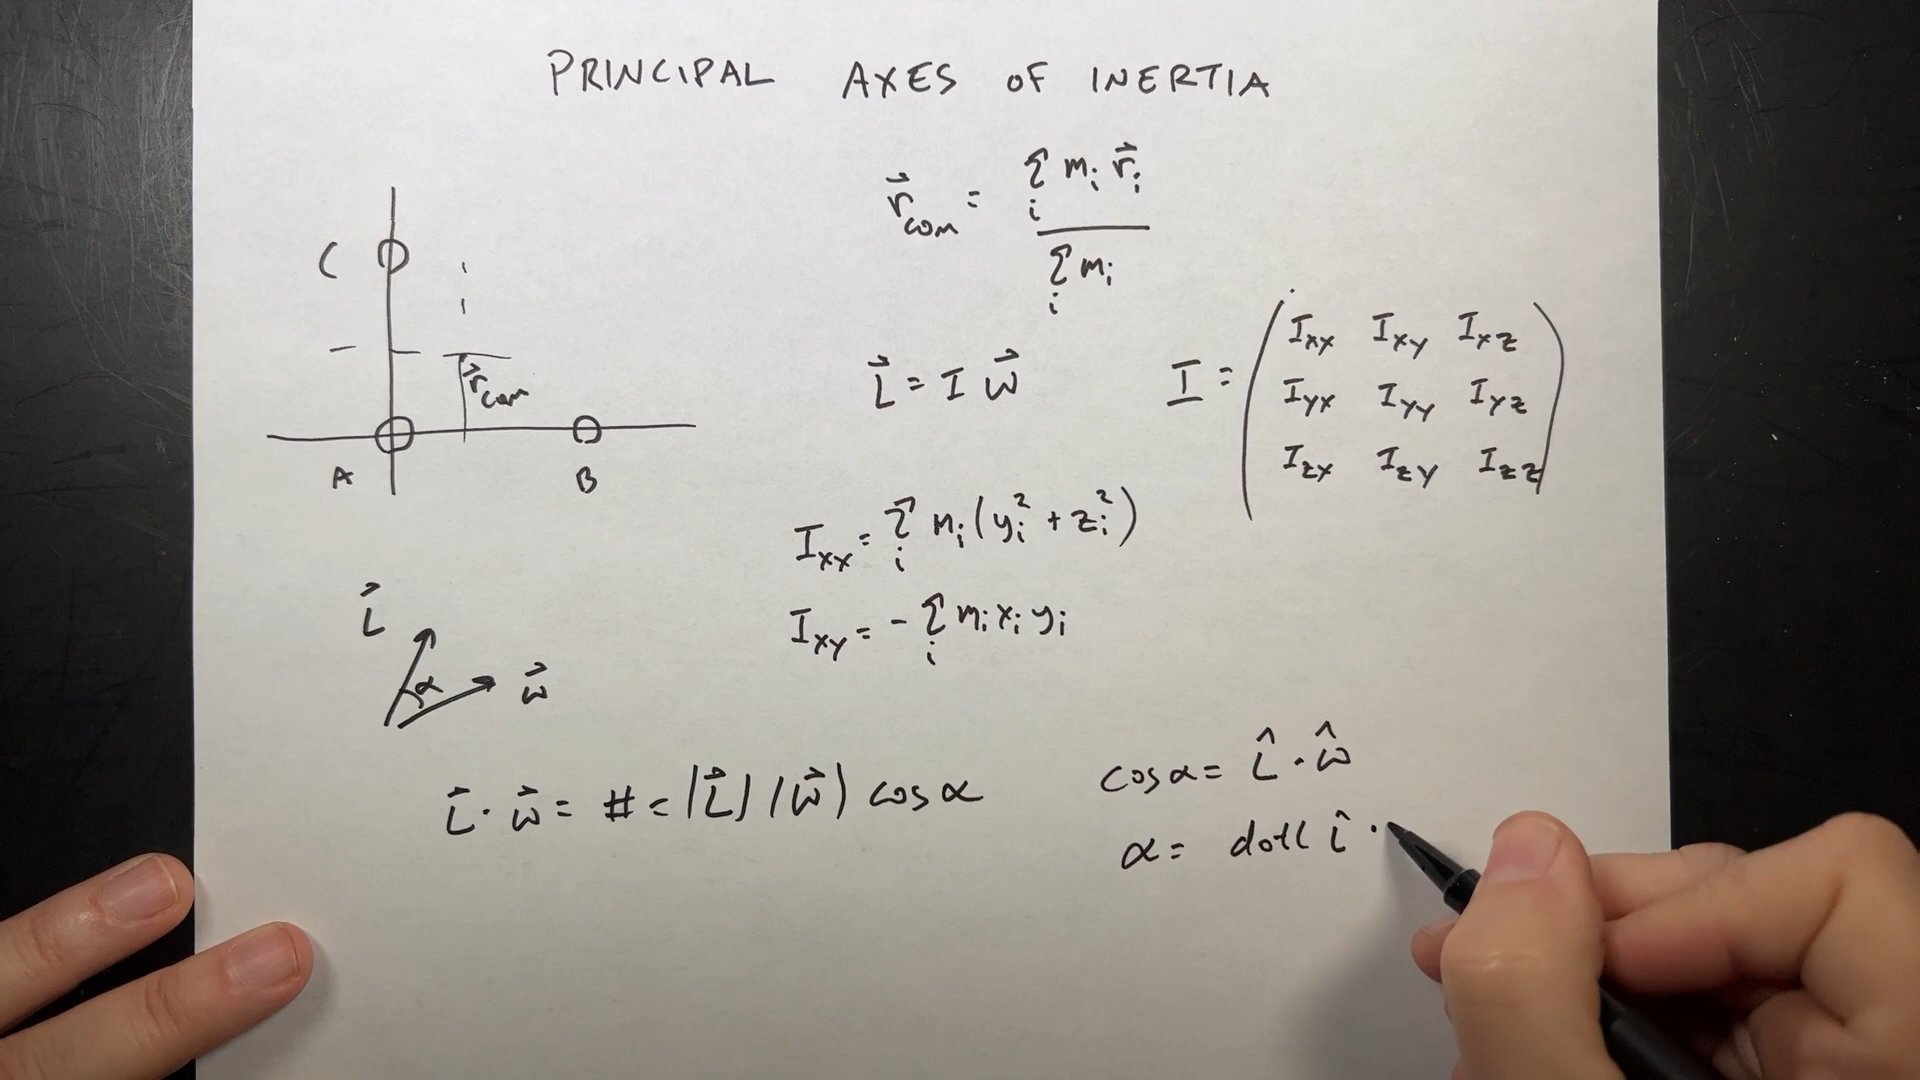 PRINCIPAL AXES OF INERTIA
r⃗com = Σi mi r⃗i / Σi mi
C
r⃗com
A
B
L⃗ = I ω⃗
I = ( Ixx Ixy Ixz
Iyx Iyy Iyz
Izx Izy Izz
Ixx = Σi mi (yi² + zi²)
Ixy = - Σi mi xi yi
L⃗
α
ω⃗
L⃗ · ω⃗ = # = |L⃗| |ω⃗| cos α
cos α = L̂ · ω̂
α = L̂ ·